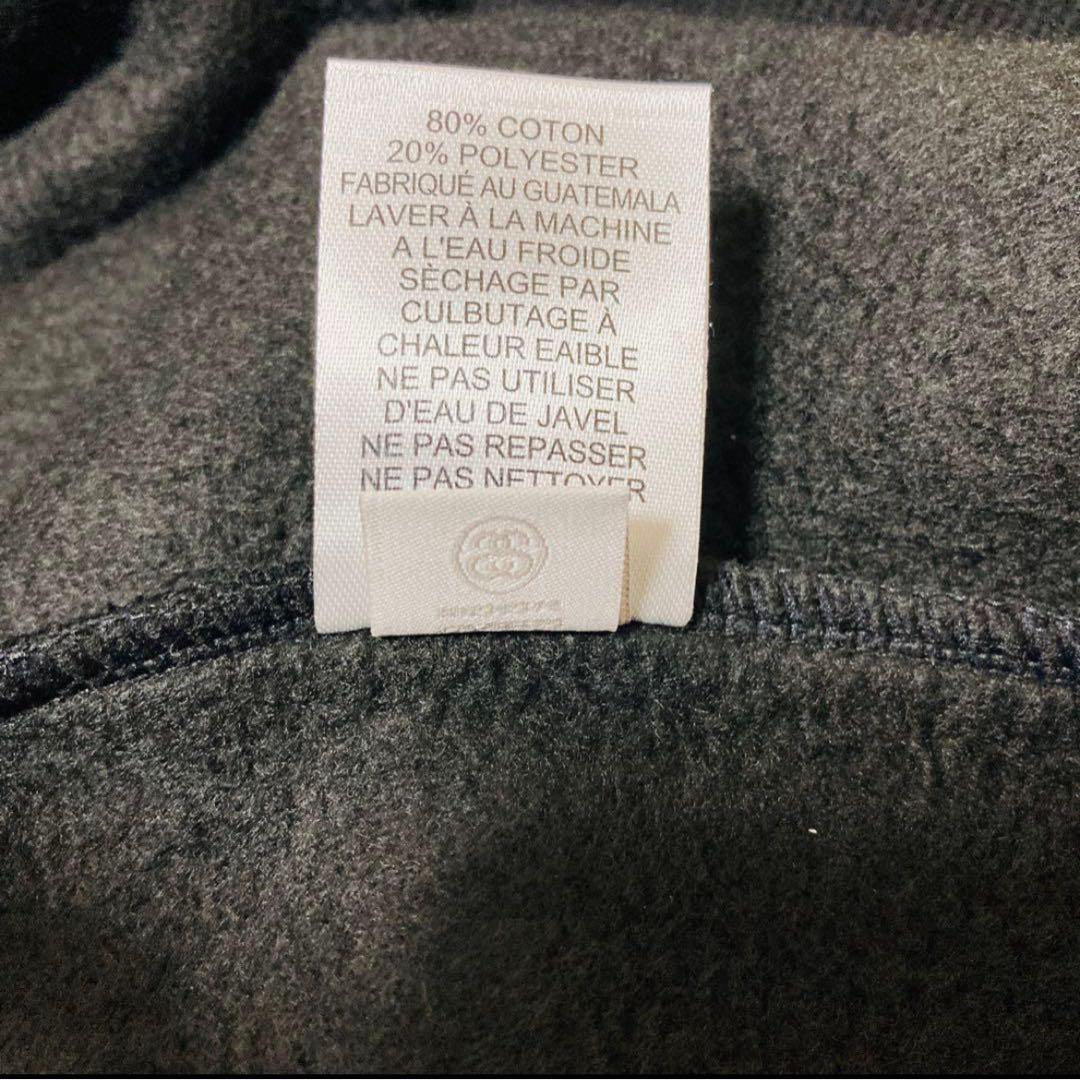 80% COTON
20% POLYESTER
FABRIQUÉ AU GUATEMALA
LAVER À LA MACHINE
A L'EAU FROIDE
SÈCHAGE PAR
CULBUTAGE À
CHALEUR EAIBLE
NE PAS UTILISER
D'EAU DE JAVEL
NE PAS REPASSER
NE PAS NETTOYER